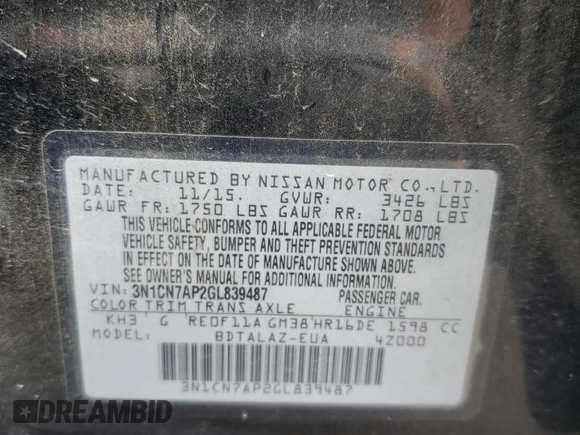 MANUFACTURED BY NISSAN MOTOR CO.,LTD.
DATE: 11/15. GVWR: 3426 LBS
GAWR FR: 1750 LBS GAWR RR: 1708 LBS
THIS VEHICLE CONFORMS TO ALL APPLICABLE FEDERAL MOTOR
VEHICLE SAFETY, BUMPER AND THEFT PREVENTION STANDARDS
IN EFFECT ON THE DATE OF MANUFACTURE SHOWN ABOVE.
SEE OWNER'S MANUAL FOR ADDITIONAL INFORMATION.
VIN: 3N1CN7AP2GL839487 PASSENGER CAR.
COLOR TRIM TRANS AXLE ENGINE
KH3 ' G 'RE0F11A GM38'HR16DE 1598 CC
MODEL: BDTALAZ-EUA 4Z000
3N1CN7AP2GL839487
DREAMBID